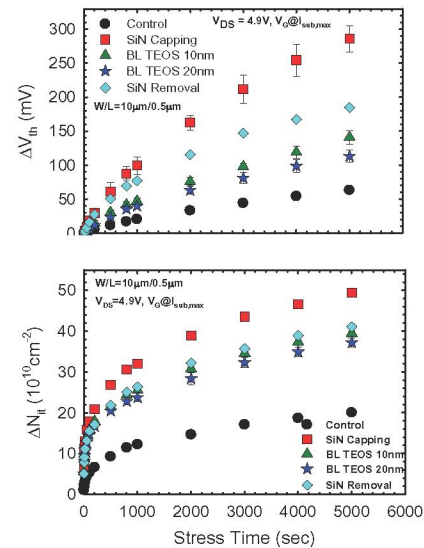 Control
SiN Capping
BL TEOS 10nm
BL TEOS 20nm
SiN Removal
V_DS = 4.9V, V_G@I_sub,max
W/L=10μm/0.5μm
300
250
200
150
100
50
0
ΔV_th (mV)
W/L=10μm/0.5μm
V_DS=4.9V, V_G@I_sub,max
50
40
30
20
10
0
ΔN_it (10^10cm^-2)
Control
SiN Capping
BL TEOS 10nm
BL TEOS 20nm
SiN Removal
0 1000 2000 3000 4000 5000 6000
Stress Time (sec)